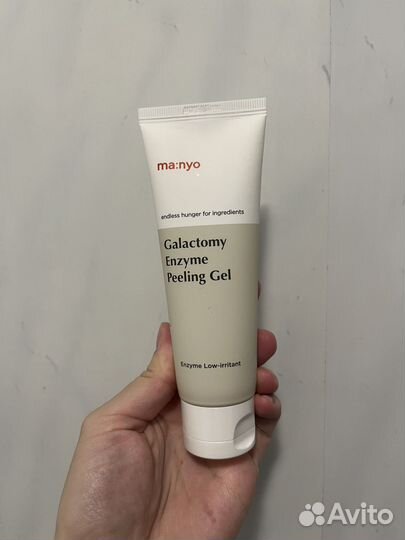 ma:nyo
endless hunger for ingredients
Galactomy
Enzyme
Peeling Gel
Enzyme Low-irritant
Avito